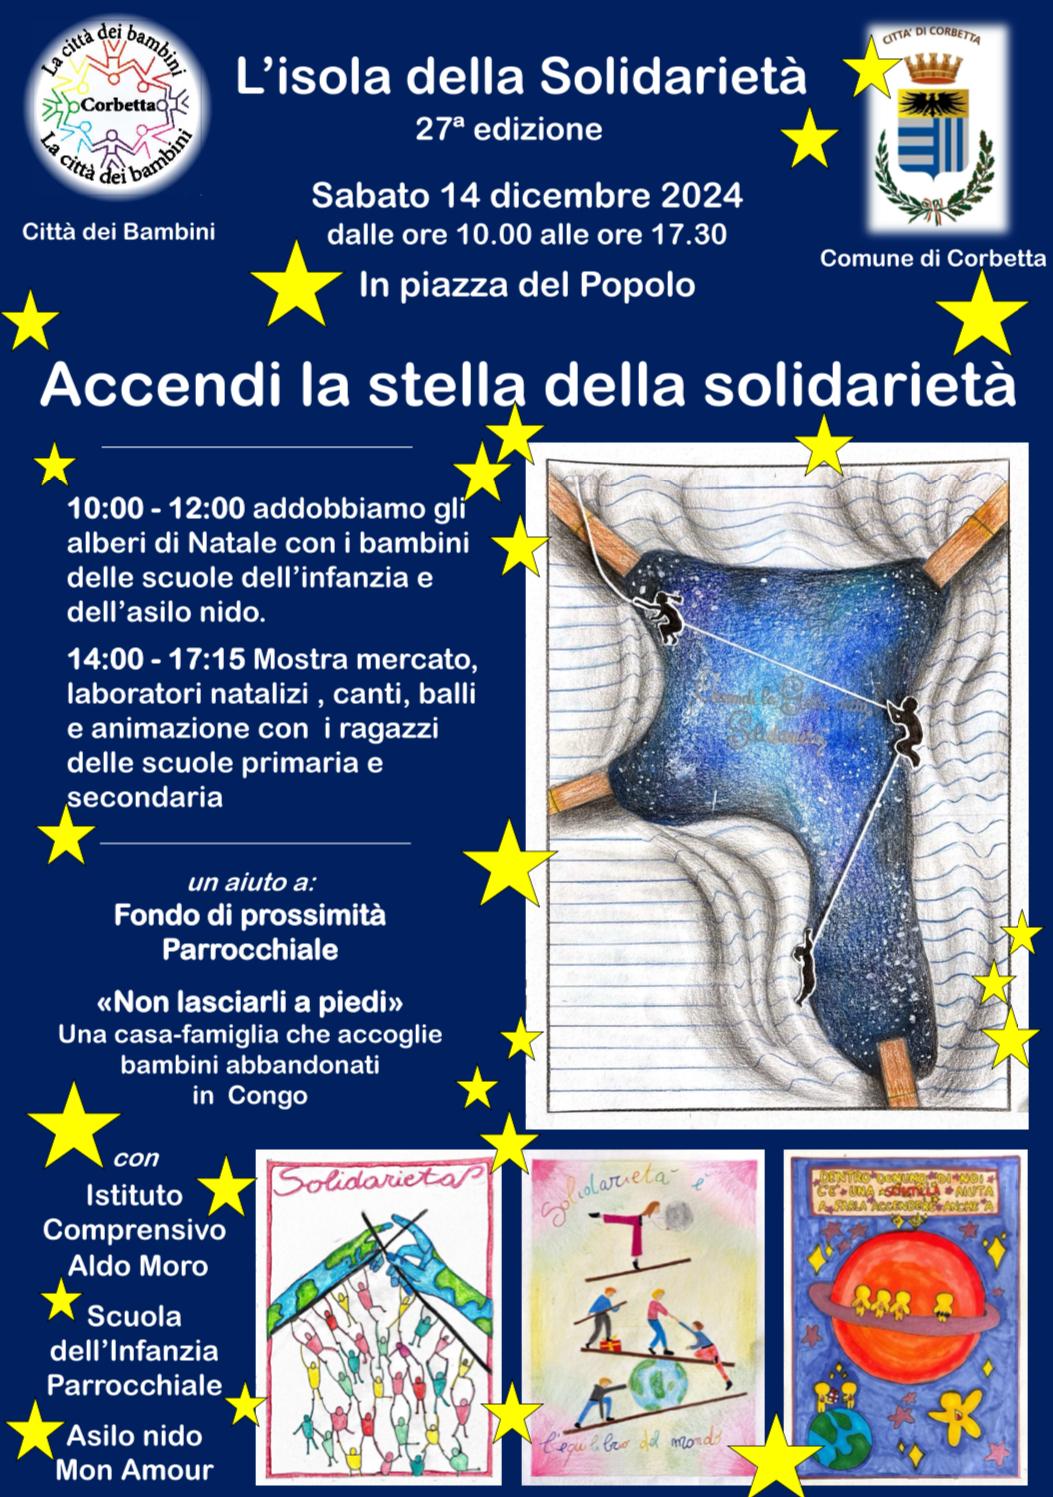 La città dei bambini
Corbetta
La città dei bambini
Città dei Bambini
L'isola della Solidarietà
27ª edizione
Sabato 14 dicembre 2024
dalle ore 10.00 alle ore 17.30
In piazza del Popolo
CITTA' DI CORBETTA
Comune di Corbetta
Accendi la stella della solidarietà
10:00 - 12:00 addobbiamo gli
alberi di Natale con i bambini
delle scuole dell'infanzia e
dell'asilo nido.
14:00 - 17:15 Mostra mercato,
laboratori natalizi , canti, balli
e animazione con i ragazzi
delle scuole primaria e
secondaria
un aiuto a:
Fondo di prossimità
Parrocchiale
«Non lasciarli a piedi»
Una casa-famiglia che accoglie
bambini abbandonati
in Congo
con
Istituto
Comprensivo
Aldo Moro
Scuola
dell'Infanzia
Parrocchiale
Asilo nido
Mon Amour
Solidarietà
Solidarietà è
l'equilibrio del mondo
DENTRO OGNUNO DI NOI
C'È UNA SCINTILLA AIUTA
A FARLA ACCENDERE ANCHE A